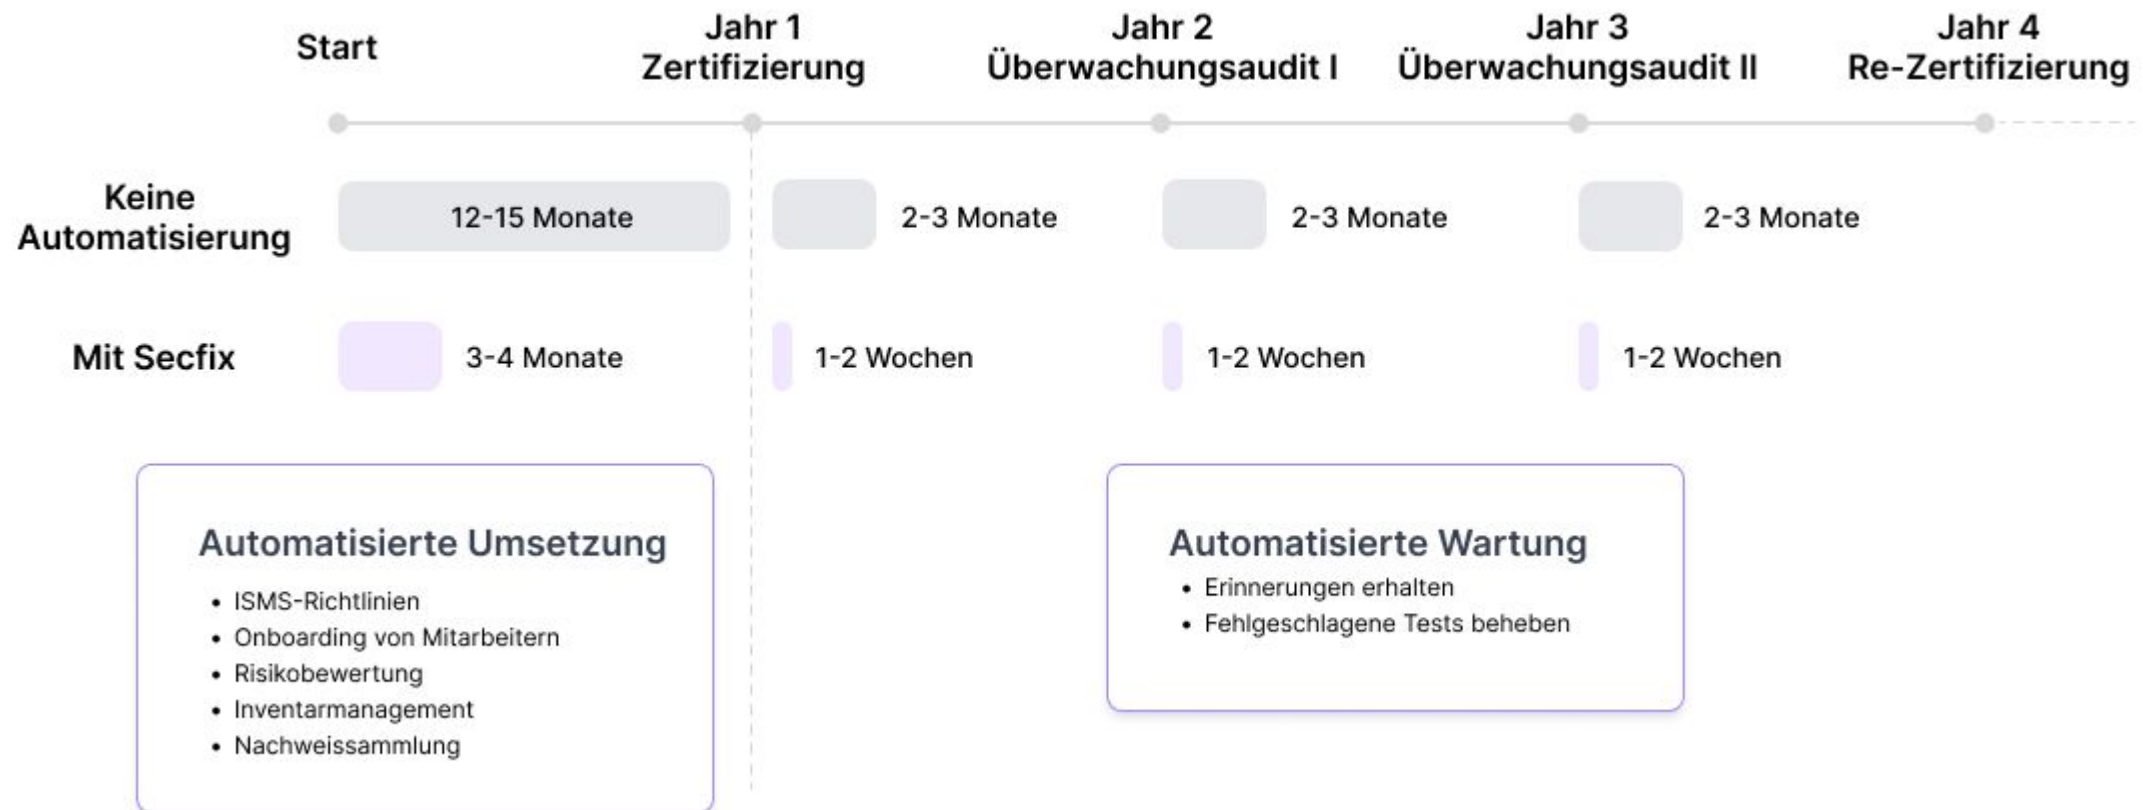 Start
Jahr 1
Zertifizierung
Jahr 2
Überwachungsaudit I
Jahr 3
Überwachungsaudit II
Jahr 4
Re-Zertifizierung
Keine
Automatisierung
12-15 Monate
2-3 Monate
2-3 Monate
2-3 Monate
Mit Secfix
3-4 Monate
1-2 Wochen
1-2 Wochen
1-2 Wochen
Automatisierte Umsetzung
• ISMS-Richtlinien
• Onboarding von Mitarbeitern
• Risikobewertung
• Inventarmanagement
• Nachweissammlung
Automatisierte Wartung
• Erinnerungen erhalten
• Fehlgeschlagene Tests beheben